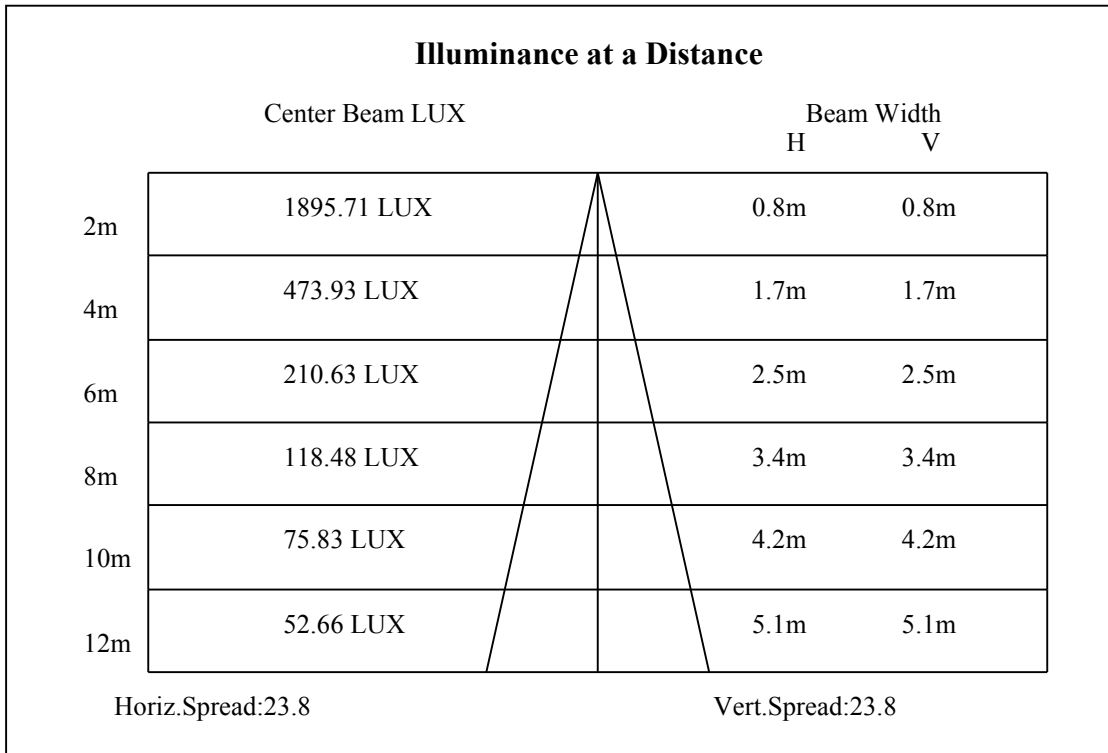 Illuminance at a Distance
Center Beam LUX Beam Width
H V
2m 1895.71 LUX 0.8m 0.8m
4m 473.93 LUX 1.7m 1.7m
6m 210.63 LUX 2.5m 2.5m
8m 118.48 LUX 3.4m 3.4m
10m 75.83 LUX 4.2m 4.2m
12m 52.66 LUX 5.1m 5.1m
Horiz.Spread:23.8 Vert.Spread:23.8